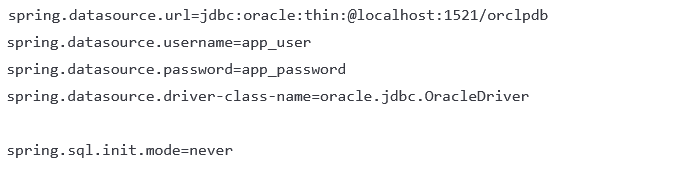 spring.datasource.url=jdbc:oracle:thin:@localhost:1521/orclpdb
spring.datasource.username=app_user
spring.datasource.password=app_password
spring.datasource.driver-class-name=oracle.jdbc.OracleDriver
spring.sql.init.mode=never